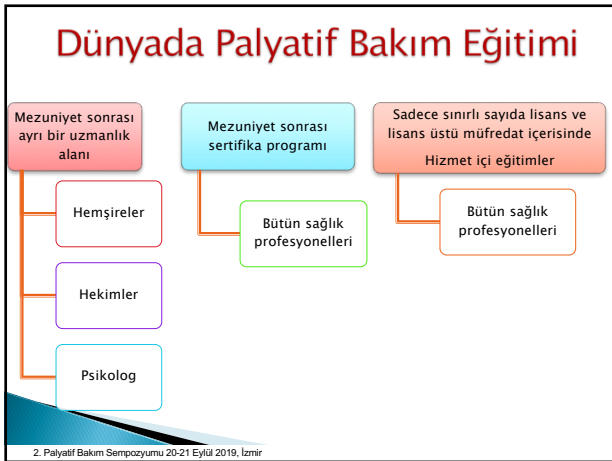 Dünyada Palyatif Bakım Eğitimi
Mezuniyet sonrası
ayrı bir uzmanlık
alanı
Hemşireler
Hekimler
Psikolog
Mezuniyet sonrası
sertifika programı
Bütün sağlık
profesyonelleri
Sadece sınırlı sayıda lisans ve
lisans üstü müfredat içerisinde
Hizmet içi eğitimler
Bütün sağlık
profesyonelleri
2. Palyatif Bakım Sempozyumu 20-21 Eylül 2019, İzmir